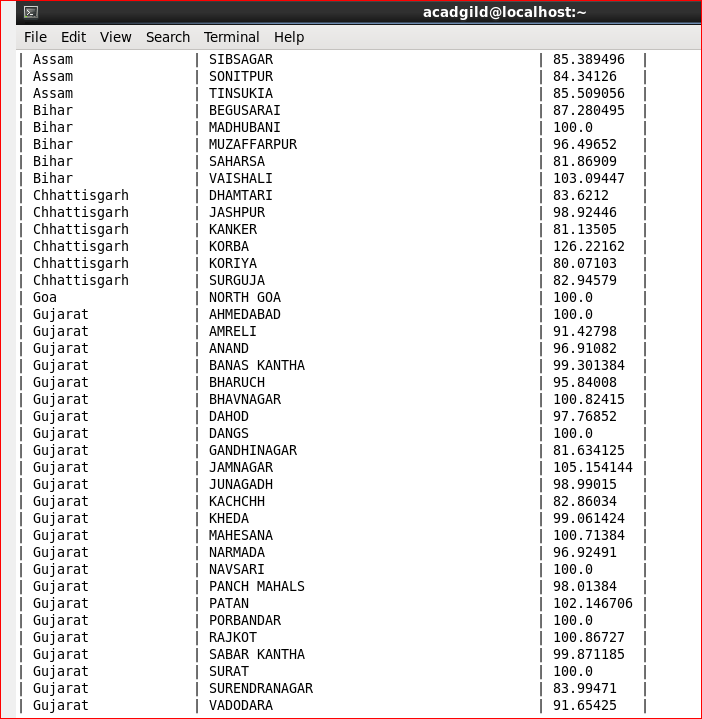 acadgild@localhost:~
File Edit View Search Terminal Help
| Assam | SIBSAGAR | 85.389496 |
| Assam | SONITPUR | 84.34126 |
| Assam | TINSUKIA | 85.509056 |
| Bihar | BEGUSARAI | 87.280495 |
| Bihar | MADHUBANI | 100.0 |
| Bihar | MUZAFFARPUR | 96.49652 |
| Bihar | SAHARSA | 81.86909 |
| Bihar | VAISHALI | 103.09447 |
| Chhattisgarh | DHAMTARI | 83.6212 |
| Chhattisgarh | JASHPUR | 98.92446 |
| Chhattisgarh | KANKER | 81.13505 |
| Chhattisgarh | KORBA | 126.22162 |
| Chhattisgarh | KORIYA | 80.07103 |
| Chhattisgarh | SURGUJA | 82.94579 |
| Goa | NORTH GOA | 100.0 |
| Gujarat | AHMEDABAD | 100.0 |
| Gujarat | AMRELI | 91.42798 |
| Gujarat | ANAND | 96.91082 |
| Gujarat | BANAS KANTHA | 99.301384 |
| Gujarat | BHARUCH | 95.84008 |
| Gujarat | BHAVNAGAR | 100.82415 |
| Gujarat | DAHOD | 97.76852 |
| Gujarat | DANGS | 100.0 |
| Gujarat | GANDHINAGAR | 81.634125 |
| Gujarat | JAMNAGAR | 105.154144 |
| Gujarat | JUNAGADH | 98.99015 |
| Gujarat | KACHCHH | 82.86034 |
| Gujarat | KHEDA | 99.061424 |
| Gujarat | MAHESANA | 100.71384 |
| Gujarat | NARMADA | 96.92491 |
| Gujarat | NAVSARI | 100.0 |
| Gujarat | PANCH MAHALS | 98.01384 |
| Gujarat | PATAN | 102.146706 |
| Gujarat | PORBANDAR | 100.0 |
| Gujarat | RAJKOT | 100.86727 |
| Gujarat | SABAR KANTHA | 99.871185 |
| Gujarat | SURAT | 100.0 |
| Gujarat | SURENDRANAGAR | 83.99471 |
| Gujarat | VADODARA | 91.65425 |